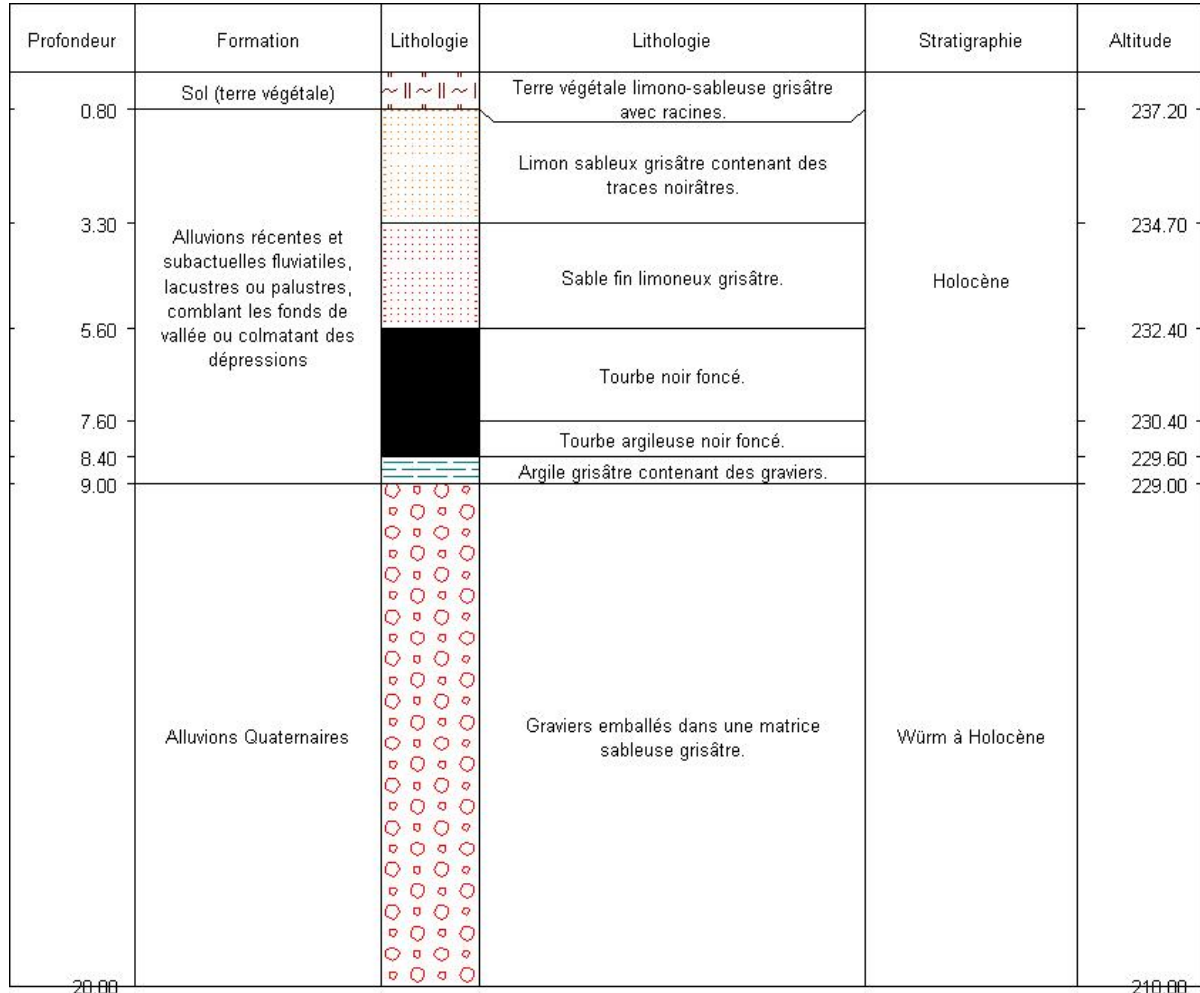 Profondeur
Formation
Lithologie
Lithologie
Stratigraphie
Altitude
Sol (terre végétale)
Terre végétale limono-sableuse grisâtre
avec racines.
0.80
237.20
Limon sableux grisâtre contenant des
traces noirâtres.
3.30
234.70
Alluvions récentes et
subactuelles fluviatiles,
lacustres ou palustres,
comblant les fonds de
vallée ou colmatant des
dépressions
Sable fin limoneux grisâtre.
Holocène
5.60
232.40
Tourbe noir foncé.
7.60
230.40
Tourbe argileuse noir foncé.
8.40
229.60
Argile grisâtre contenant des graviers.
9.00
229.00
Alluvions Quaternaires
Graviers emballés dans une matrice
sableuse grisâtre.
Würm à Holocène
20.00
218.00